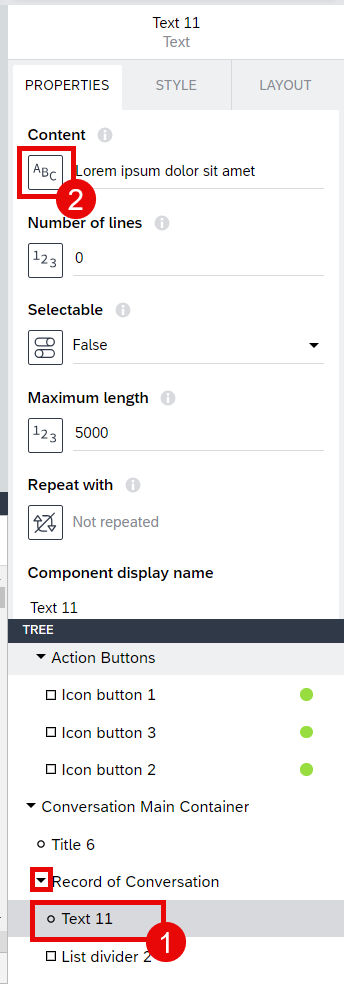 Text 11
Text
PROPERTIES STYLE LAYOUT
Content
ABC Lorem ipsum dolor sit amet
2
Number of lines
123 0
Selectable
False
Maximum length
123 5000
Repeat with
Not repeated
Component display name
Text 11
TREE
Action Buttons
Icon button 1
Icon button 3
Icon button 2
Conversation Main Container
Title 6
Record of Conversation
Text 11
1
List divider 2